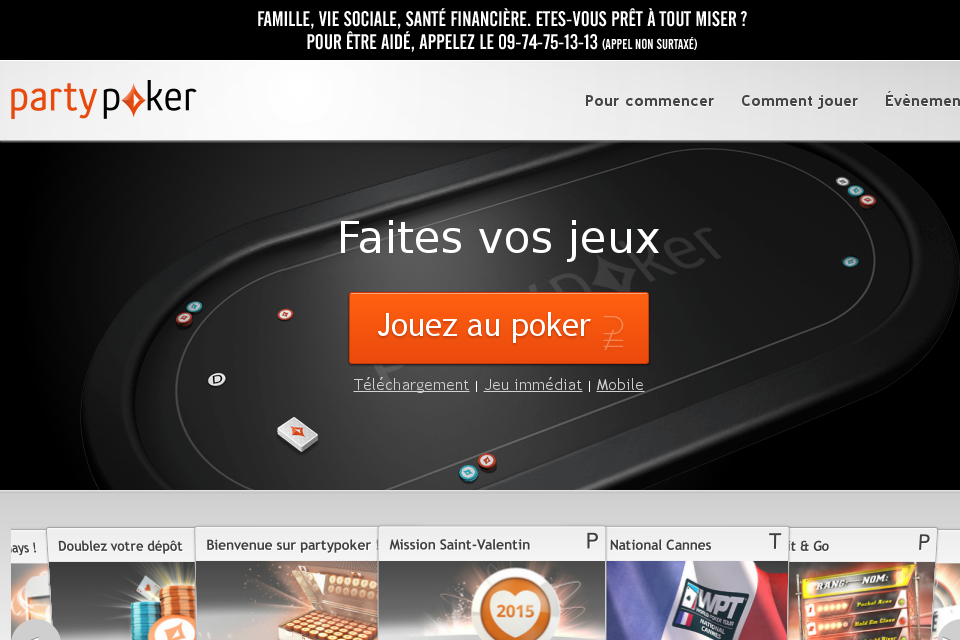 FAMILLE, VIE SOCIALE, SANTÉ FINANCIÈRE. ETES-VOUS PRÊT À TOUT MISER ?
POUR ÊTRE AIDÉ, APPELEZ LE 09-74-75-13-13 (APPEL NON SURTAXÉ)
partypoker
Pour commencer Comment jouer Évènemen
Faites vos jeux
Jouez au poker
Téléchargement | Jeu immédiat | Mobile
ays ! Doublez votre dépôt Bienvenue sur partypoker ! Mission Saint-Valentin P National Cannes T it & Go P
D
2015
WPT
NATIONAL
CANNES
RANG: NOM:
Pocket Aces
Hold Em Close